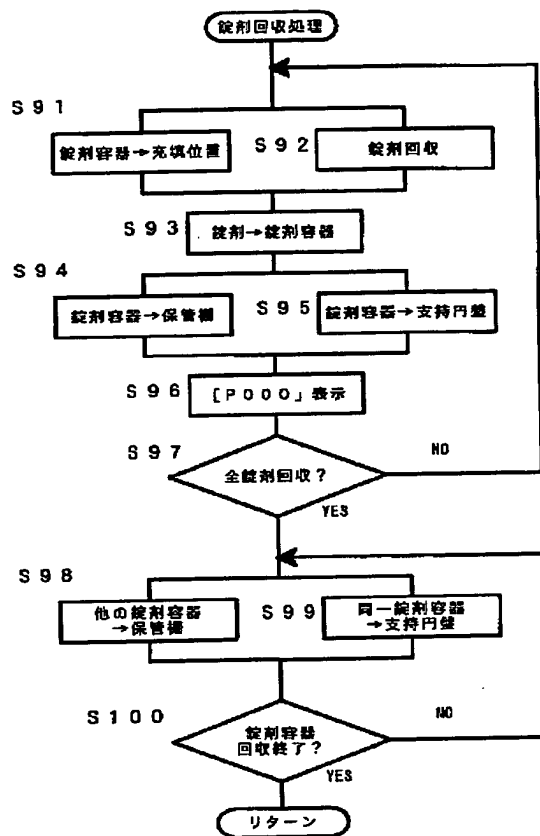 錠剤回収処理
S91
錠剤容器→充填位置
S92
錠剤回収
S93
錠剤→錠剤容器
S94
錠剤容器→保管棚
S95
錠剤容器→支持円盤
S96
[P000」表示
S97
全錠剤回収?
NO
YES
S98
他の錠剤容器
→保管棚
S99
同一錠剤容器
→支持円盤
S100
錠剤容器
回収終了?
NO
YES
リターン